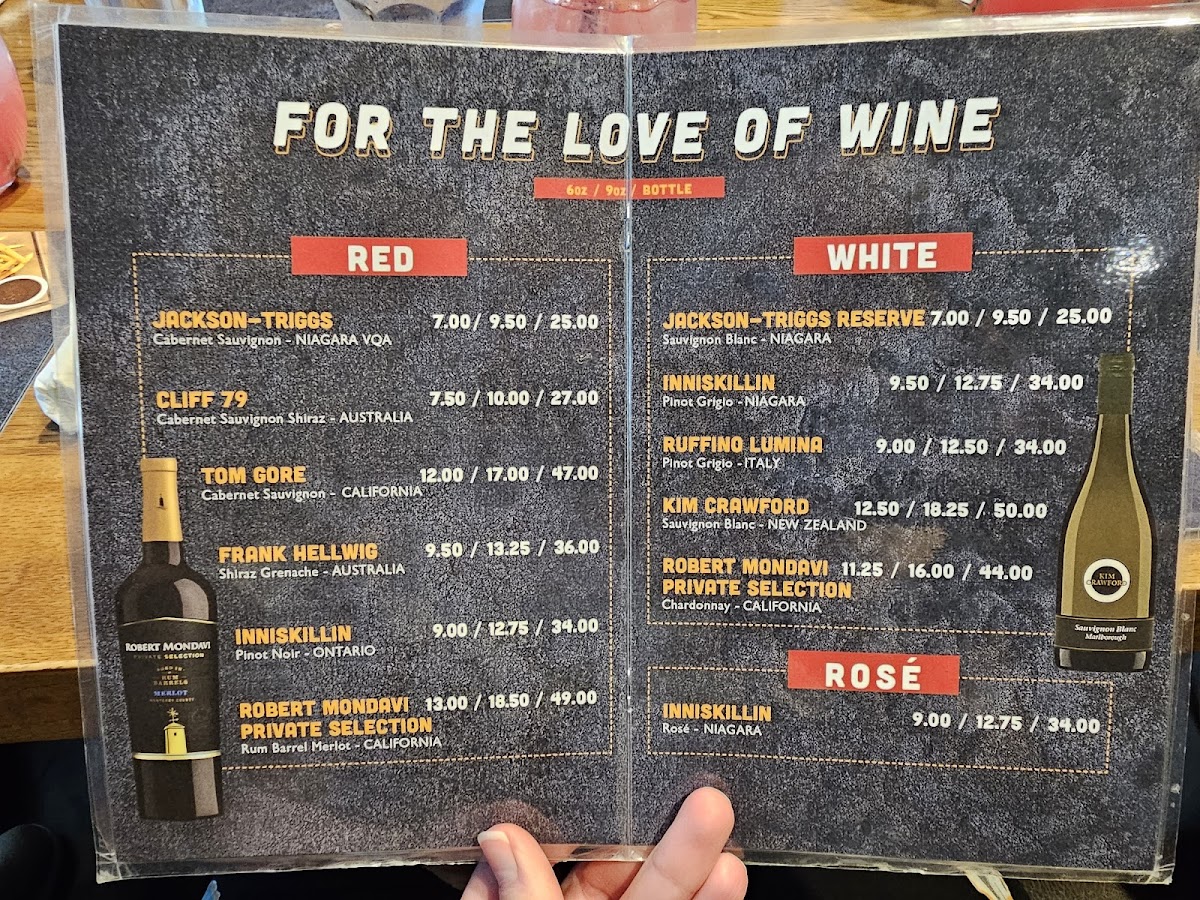 FOR THE LOVE OF WINE
6oz / 9oz / BOTTLE
RED
JACKSON-TRIGGS 7.00/ 9.50 / 25.00
Cabernet Sauvignon - NIAGARA VQA
CLIFF 79 7.50 / 10.00 / 27.00
Cabernet Sauvignon Shiraz - AUSTRALIA
TOM GORE 12.00 / 17.00 / 47.00
Cabernet Sauvignon - CALIFORNIA
FRANK HELLWIG 9.50 / 13.25 / 36.00
Shiraz Grenache - AUSTRALIA
INNISKILLIN 9.00 / 12.75 / 34.00
Pinot Noir - ONTARIO
ROBERT MONDAVI 13.00 / 18.50 / 49.00
PRIVATE SELECTION
Rum Barrel Merlot - CALIFORNIA
ROBERT MONDAVI
PRIVATE SELECTION
AGED IN
RUM
BARRELS
MERLOT
WHITE
JACKSON-TRIGGS RESERVE 7.00 / 9.50 / 25.00
Sauvignon Blanc - NIAGARA
INNISKILLIN 9.50 / 12.75 / 34.00
Pinot Grigio - NIAGARA
RUFFINO LUMINA 9.00 / 12.50 / 34.00
Pinot Grigio - ITALY
KIM CRAWFORD 12.50 / 18.25 / 50.00
Sauvignon Blanc - NEW ZEALAND
ROBERT MONDAVI 11.25 / 16.00 / 44.00
PRIVATE SELECTION
Chardonnay - CALIFORNIA
KIM
CRAWFORD
Sauvignon Blanc
Marlborough
ROSÉ
INNISKILLIN 9.00 / 12.75 / 34.00
Rosé - NIAGARA